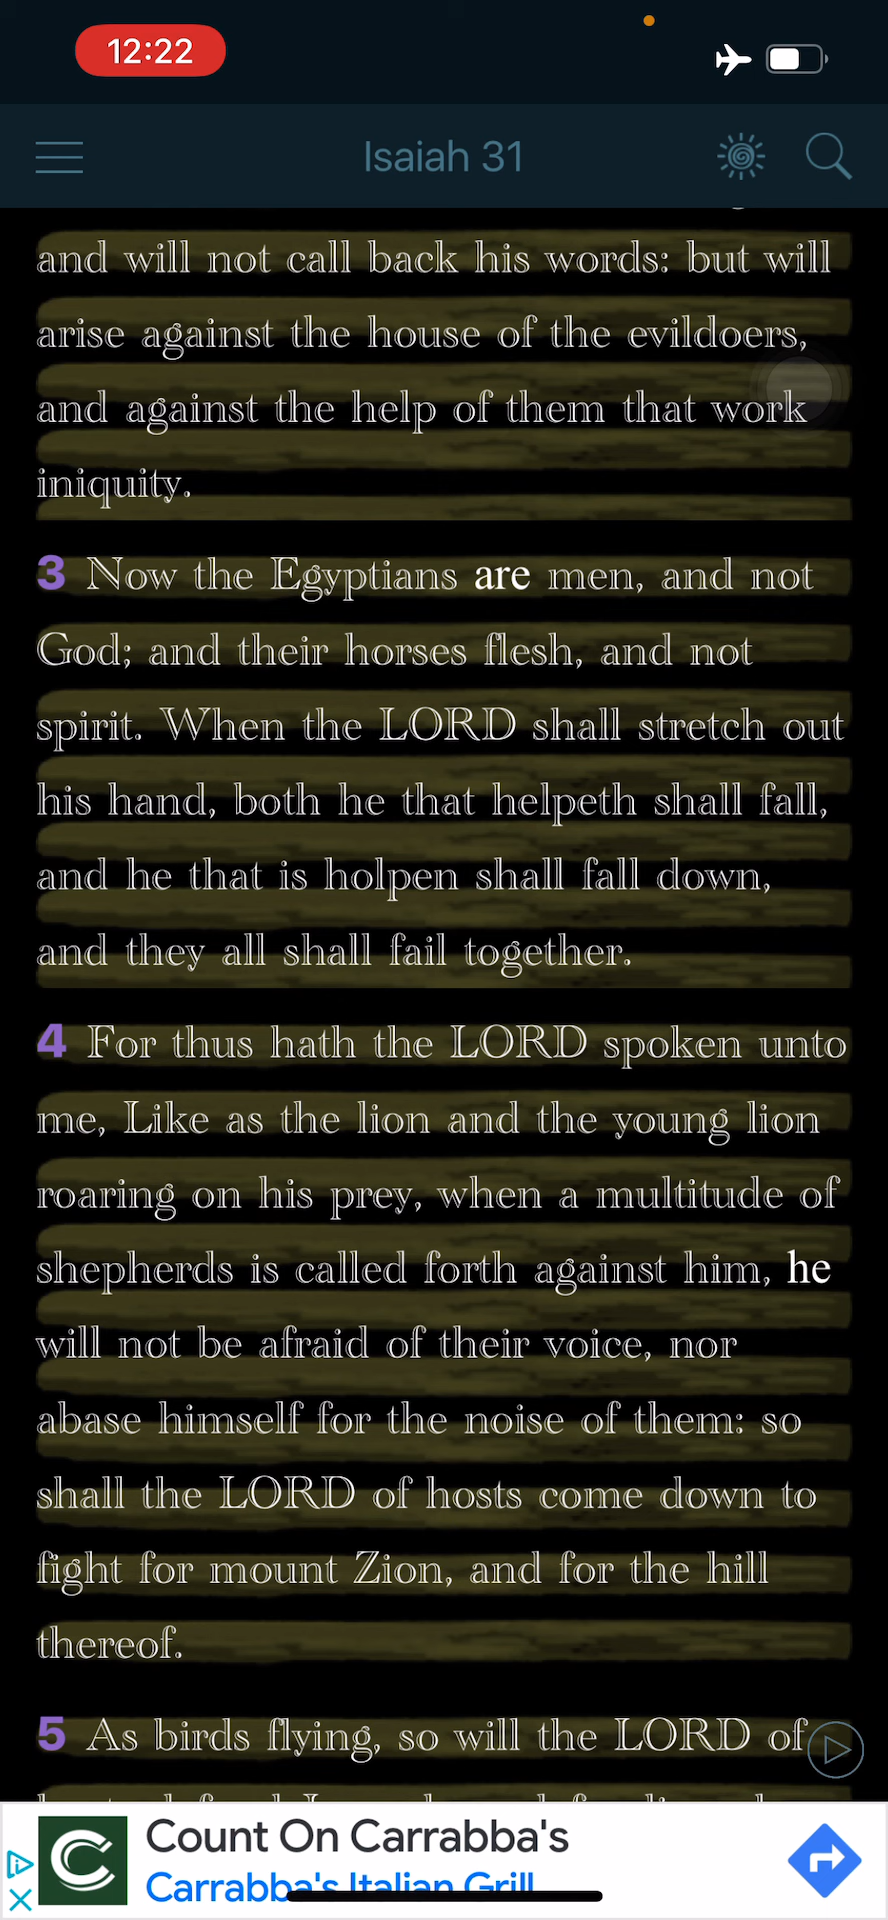 12:22
Isaiah 31
and will not call back his words: but will
arise against the house of the evildoers,
and against the help of them that work
iniquity.
3 Now the Egyptians are men, and not
God; and their horses flesh, and not
spirit. When the LORD shall stretch out
his hand, both he that helpeth shall fall,
and he that is holpen shall fall down,
and they all shall fail together.
4 For thus hath the LORD spoken unto
me, Like as the lion and the young lion
roaring on his prey, when a multitude of
shepherds is called forth against him, he
will not be afraid of their voice, nor
abase himself for the noise of them: so
shall the LORD of hosts come down to
fight for mount Zion, and for the hill
thereof.
5 As birds flying, so will the LORD of
Count On Carrabba's
Carrabba's Italian Grill